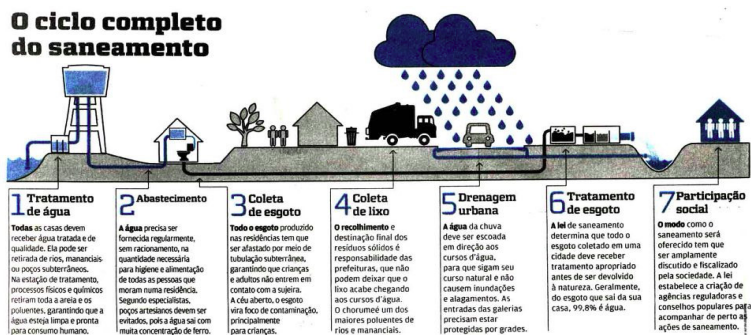 O ciclo completo
do saneamento
1 Tratamento
de água
Todas as casas devem
receber água tratada e de
qualidade. Ela pode ser
retirada de rios, mananciais
ou poços subterrâneos.
Na estação de tratamento,
processos físicos e químicos
retiram toda a areia e os
poluentes, garantindo que a
água esteja limpa e pronta
para consumo humano.
2 Abastecimento
A água precisa ser
fornecida regularmente,
sem racionamento, na
quantidade necessária
para higiene e alimentação
de todas as pessoas que
moram numa residência.
Segundo especialistas,
poços artesianos devem ser
evitados, pois a água sai com
muita concentração de ferro.
3 Coleta
de esgoto
Todo o esgoto produzido
nas residências tem que
ser afastado por meio de
tubulação subterrânea,
garantindo que crianças
e adultos não entrem em
contato com a sujeira.
A céu aberto, o esgoto
vira foco de contaminação,
principalmente
para crianças.
4 Coleta
de lixo
O recolhimento e
destinação final dos
resíduos sólidos é
responsabilidade das
prefeituras, que não
podem deixar que o
lixo acabe chegando
aos cursos d'água.
O chorume é um dos
maiores poluentes de
rios e mananciais.
5 Drenagem
urbana
A água da chuva
deve ser escoada
em direção aos
cursos d'água,
para que sigam seu
curso natural e não
causem inundações
e alagamentos. As
entradas das galerias
precisam estar
protegidas por grades.
6 Tratamento
de esgoto
A lei de saneamento
determina que todo o
esgoto coletado em uma
cidade deve receber
tratamento apropriado
antes de ser devolvido
à natureza. Geralmente,
do esgoto que sai da sua
casa, 99,8% é água.
7 Participação
social
O modo como o
saneamento será
oferecido tem que
ser amplamente
discutido e fiscalizado
pela sociedade. A lei
estabelece a criação de
agências reguladoras e
conselhos populares para
acompanhar de perto as
ações de saneamento.